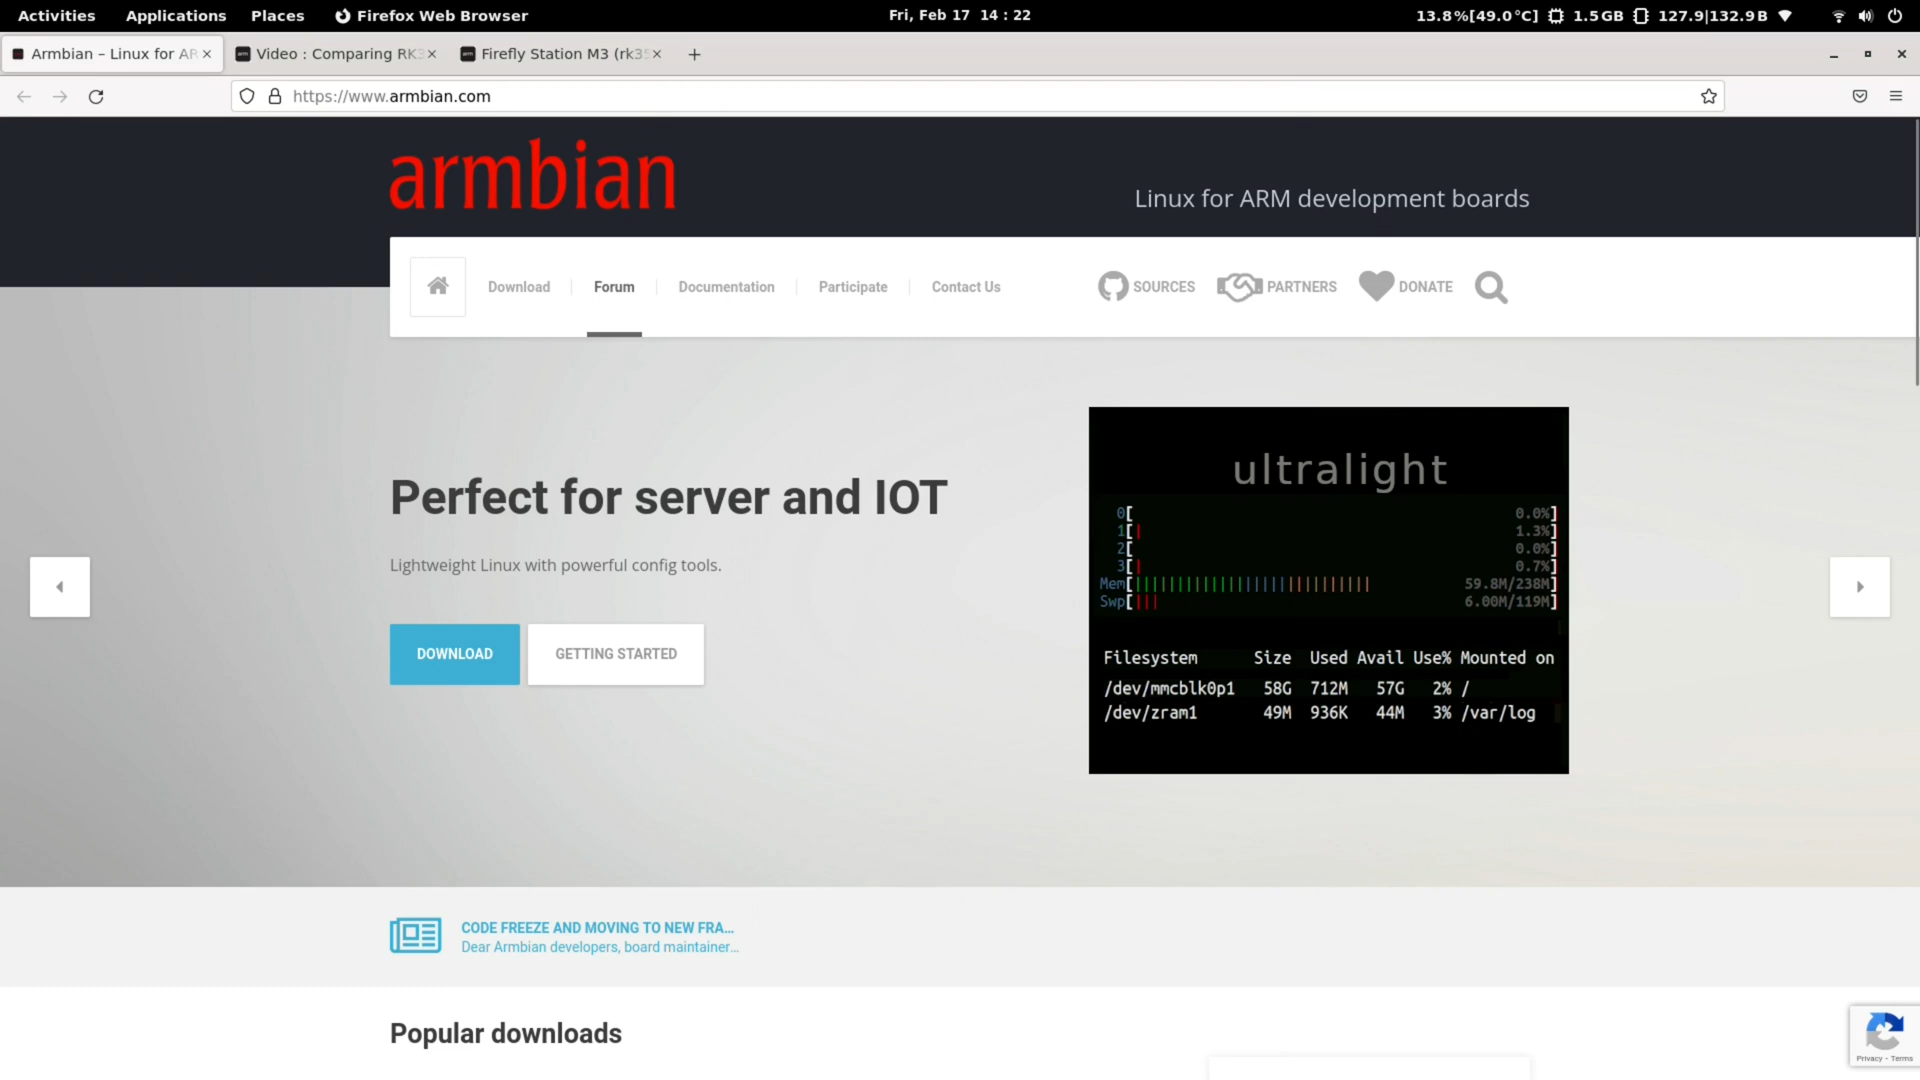 Activities Applications Places Firefox Web Browser Fri, Feb 17 14 : 22 13.8%[49.0°C] 1.5GB 127.9|132.9B
Armbian – Linux for AR Video : Comparing RK3 Firefly Station M3 (rk35
https://www.armbian.com
armbian
Linux for ARM development boards
Download Forum Documentation Participate Contact Us SOURCES PARTNERS DONATE
ultralight
Perfect for server and IOT
Lightweight Linux with powerful config tools.
DOWNLOAD GETTING STARTED
0[ 0.0%]
1[| 1.3%]
2[ 0.0%]
3[| 0.7%]
Mem[|||||||||||||||||||||||||| 59.8M/238M]
Swp[||| 6.00M/119M]
Filesystem Size Used Avail Use% Mounted on
/dev/mmcblk0p1 58G 712M 57G 2% /
/dev/zram1 49M 936K 44M 3% /var/log
CODE FREEZE AND MOVING TO NEW FRA...
Dear Armbian developers, board maintainer...
Popular downloads
Privacy - Terms